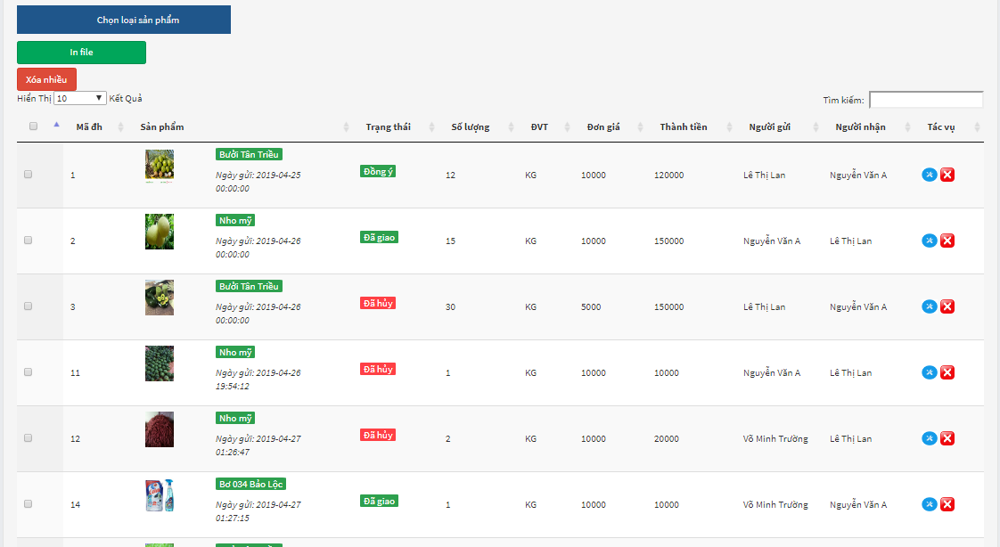 Chọn loại sản phẩm
In file
Xóa nhiều
Hiển Thị 10 Kết Quả
Tìm kiếm:
Mã đh Sản phẩm Trạng thái Số lượng ĐVT Đơn giá Thành tiền Người gửi Người nhận Tác vụ
Bưởi Tân Triều
1 Ngày gửi: 2019-04-25 Đồng ý 12 KG 10000 120000 Lê Thị Lan Nguyễn Văn A
00:00:00
Nho mỹ
2 Ngày gửi: 2019-04-26 Đã giao 15 KG 10000 150000 Nguyễn Văn A Lê Thị Lan
00:00:00
Bưởi Tân Triều
3 Ngày gửi: 2019-04-26 Đã hủy 30 KG 5000 150000 Lê Thị Lan Nguyễn Văn A
00:00:00
Nho mỹ
11 Ngày gửi: 2019-04-26 Đã hủy 1 KG 10000 10000 Nguyễn Văn A Lê Thị Lan
19:54:12
Nho mỹ
12 Ngày gửi: 2019-04-27 Đã hủy 2 KG 10000 20000 Võ Minh Trường Lê Thị Lan
01:26:47
Bơ 034 Bảo Lộc
14 Ngày gửi: 2019-04-27 Đã giao 1 KG 10000 10000 Võ Minh Trường Nguyễn Văn A
01:27:15